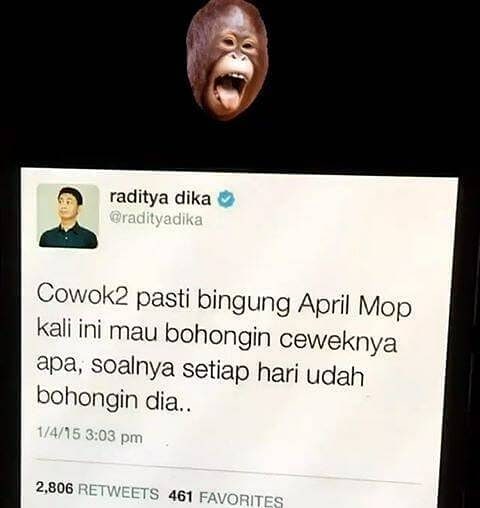 raditya dika
@radityadika
Cowok2 pasti bingung April Mop
kali ini mau bohongin ceweknya
apa, soalnya setiap hari udah
bohongin dia..
1/4/15 3:03 pm
2,806 RETWEETS 461 FAVORITES